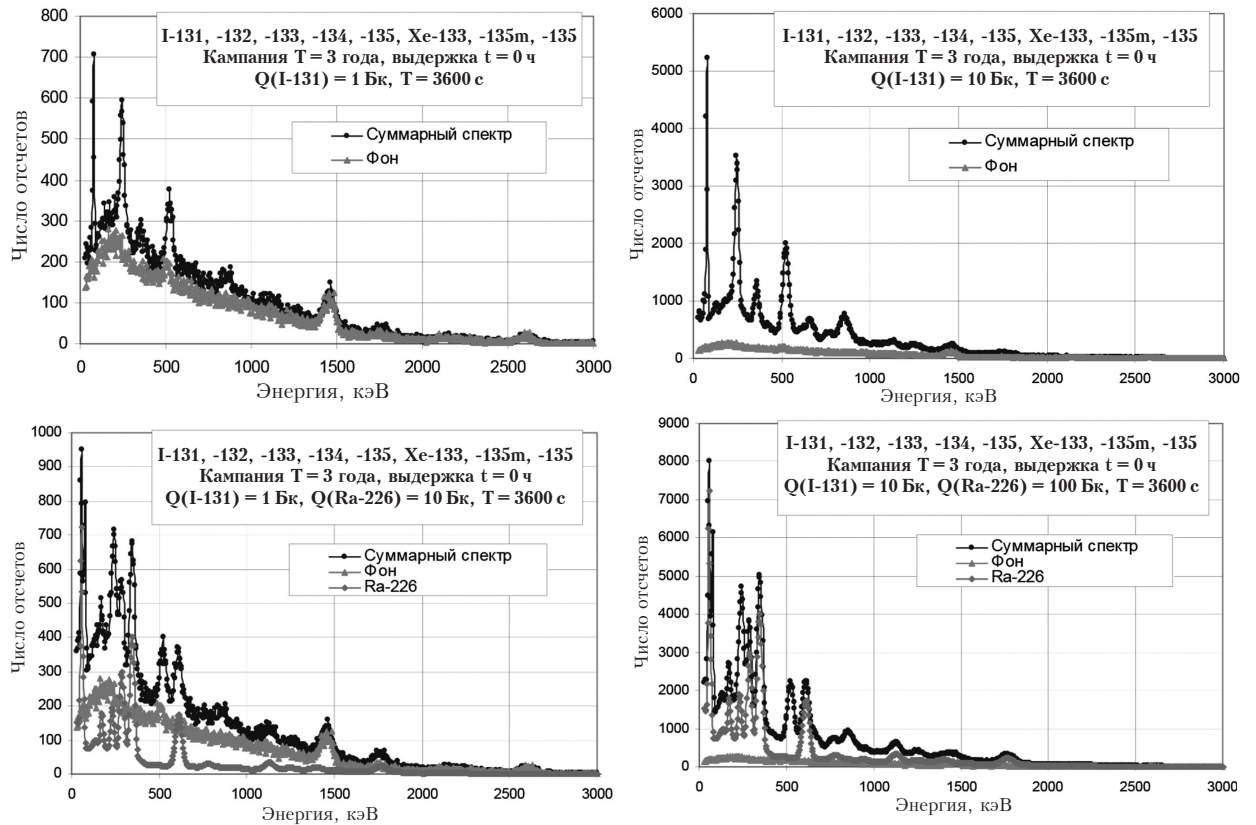 I-131, -132, -133, -134, -135, Xe-133, -135m, -135
Кампания T = 3 года, выдержка t = 0 ч
Q(I-131) = 1 Бк, T = 3600 с
Суммарный спектр
Фон
Число отсчетов
800
700
600
500
400
300
200
100
0
0 500 1000 1500 2000 2500 3000
Энергия, кэВ
I-131, -132, -133, -134, -135, Xe-133, -135m, -135
Кампания T = 3 года, выдержка t = 0 ч
Q(I-131) = 10 Бк, T = 3600 с
Суммарный спектр
Фон
Число отсчетов
6000
5000
4000
3000
2000
1000
0
0 500 1000 1500 2000 2500 3000
Энергия, кэВ
I-131, -132, -133, -134, -135, Xe-133, -135m, -135
Кампания T = 3 года, выдержка t = 0 ч
Q(I-131) = 1 Бк, Q(Ra-226) = 10 Бк, T = 3600 с
Суммарный спектр
Фон
Ra-226
Число отсчетов
1000
900
800
700
600
500
400
300
200
100
0
0 500 1000 1500 2000 2500 3000
Энергия, кэВ
I-131, -132, -133, -134, -135, Xe-133, -135m, -135
Кампания T = 3 года, выдержка t = 0 ч
Q(I-131) = 10 Бк, Q(Ra-226) = 100 Бк, T = 3600 с
Суммарный спектр
Фон
Ra-226
Число отсчетов
9000
8000
7000
6000
5000
4000
3000
2000
1000
0
0 500 1000 1500 2000 2500 3000
Энергия, кэВ